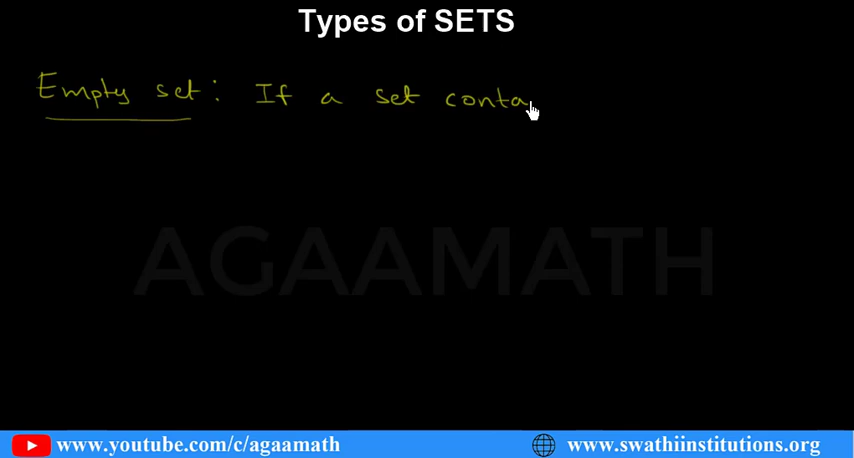 Types of SETS
Empty set: If a set conta
AGAAMATH
www.youtube.com/c/agaamath
www.swathiinstitutions.org